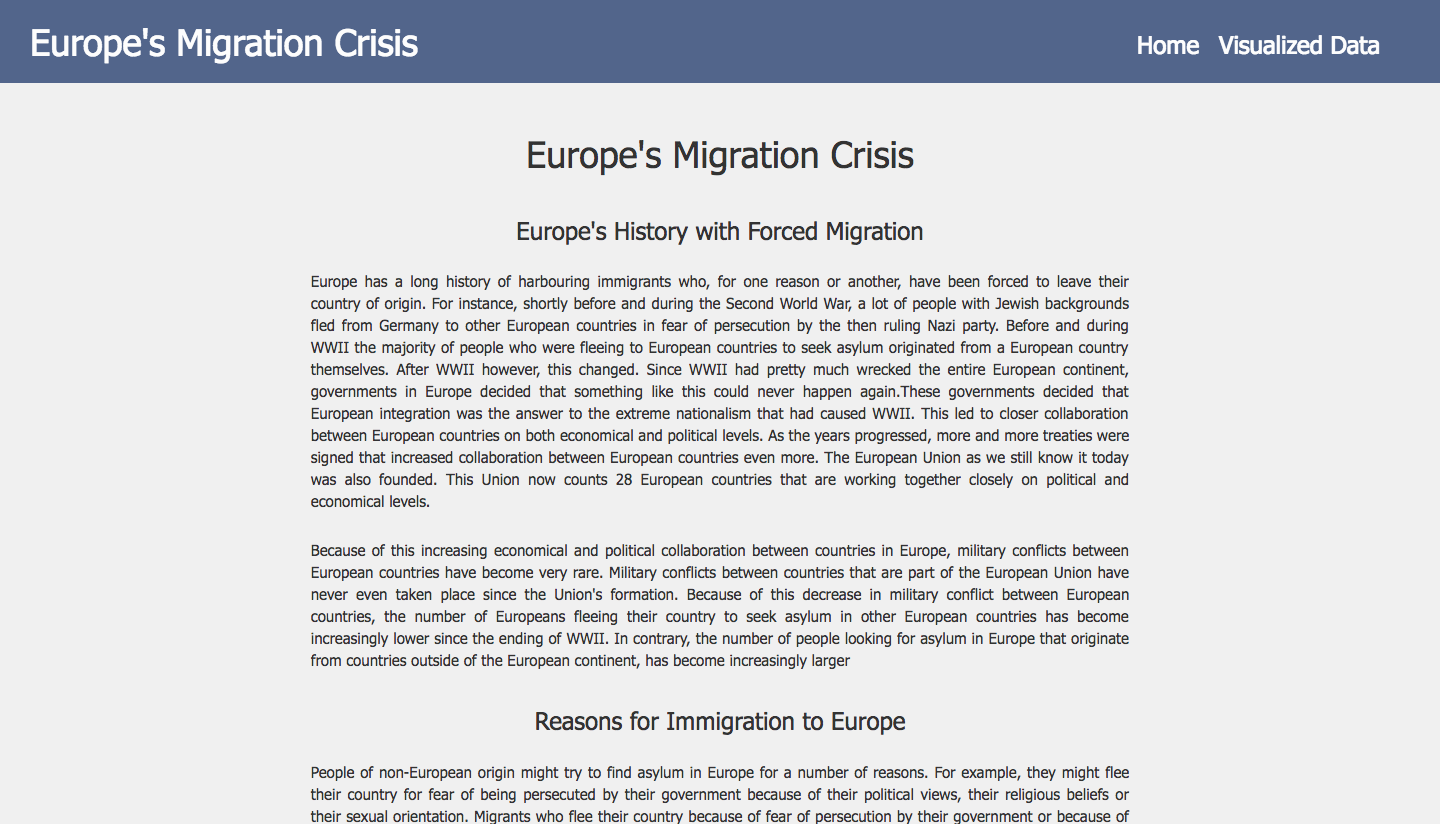 Europe's Migration Crisis
Home Visualized Data
Europe's Migration Crisis
Europe's History with Forced Migration
Europe has a long history of harbouring immigrants who, for one reason or another, have been forced to leave their
country of origin. For instance, shortly before and during the Second World War, a lot of people with Jewish backgrounds
fled from Germany to other European countries in fear of persecution by the then ruling Nazi party. Before and during
WWII the majority of people who were fleeing to European countries to seek asylum originated from a European country
themselves. After WWII however, this changed. Since WWII had pretty much wrecked the entire European continent,
governments in Europe decided that something like this could never happen again.These governments decided that
European integration was the answer to the extreme nationalism that had caused WWII. This led to closer collaboration
between European countries on both economical and political levels. As the years progressed, more and more treaties were
signed that increased collaboration between European countries even more. The European Union as we still know it today
was also founded. This Union now counts 28 European countries that are working together closely on political and
economical levels.
Because of this increasing economical and political collaboration between countries in Europe, military conflicts between
European countries have become very rare. Military conflicts between countries that are part of the European Union have
never even taken place since the Union's formation. Because of this decrease in military conflict between European
countries, the number of Europeans fleeing their country to seek asylum in other European countries has become
increasingly lower since the ending of WWII. In contrary, the number of people looking for asylum in Europe that originate
from countries outside of the European continent, has become increasingly larger
Reasons for Immigration to Europe
People of non-European origin might try to find asylum in Europe for a number of reasons. For example, they might flee
their country for fear of being persecuted by their government because of their political views, their religious beliefs or
their sexual orientation. Migrants who flee their country because of fear of persecution by their government or because of